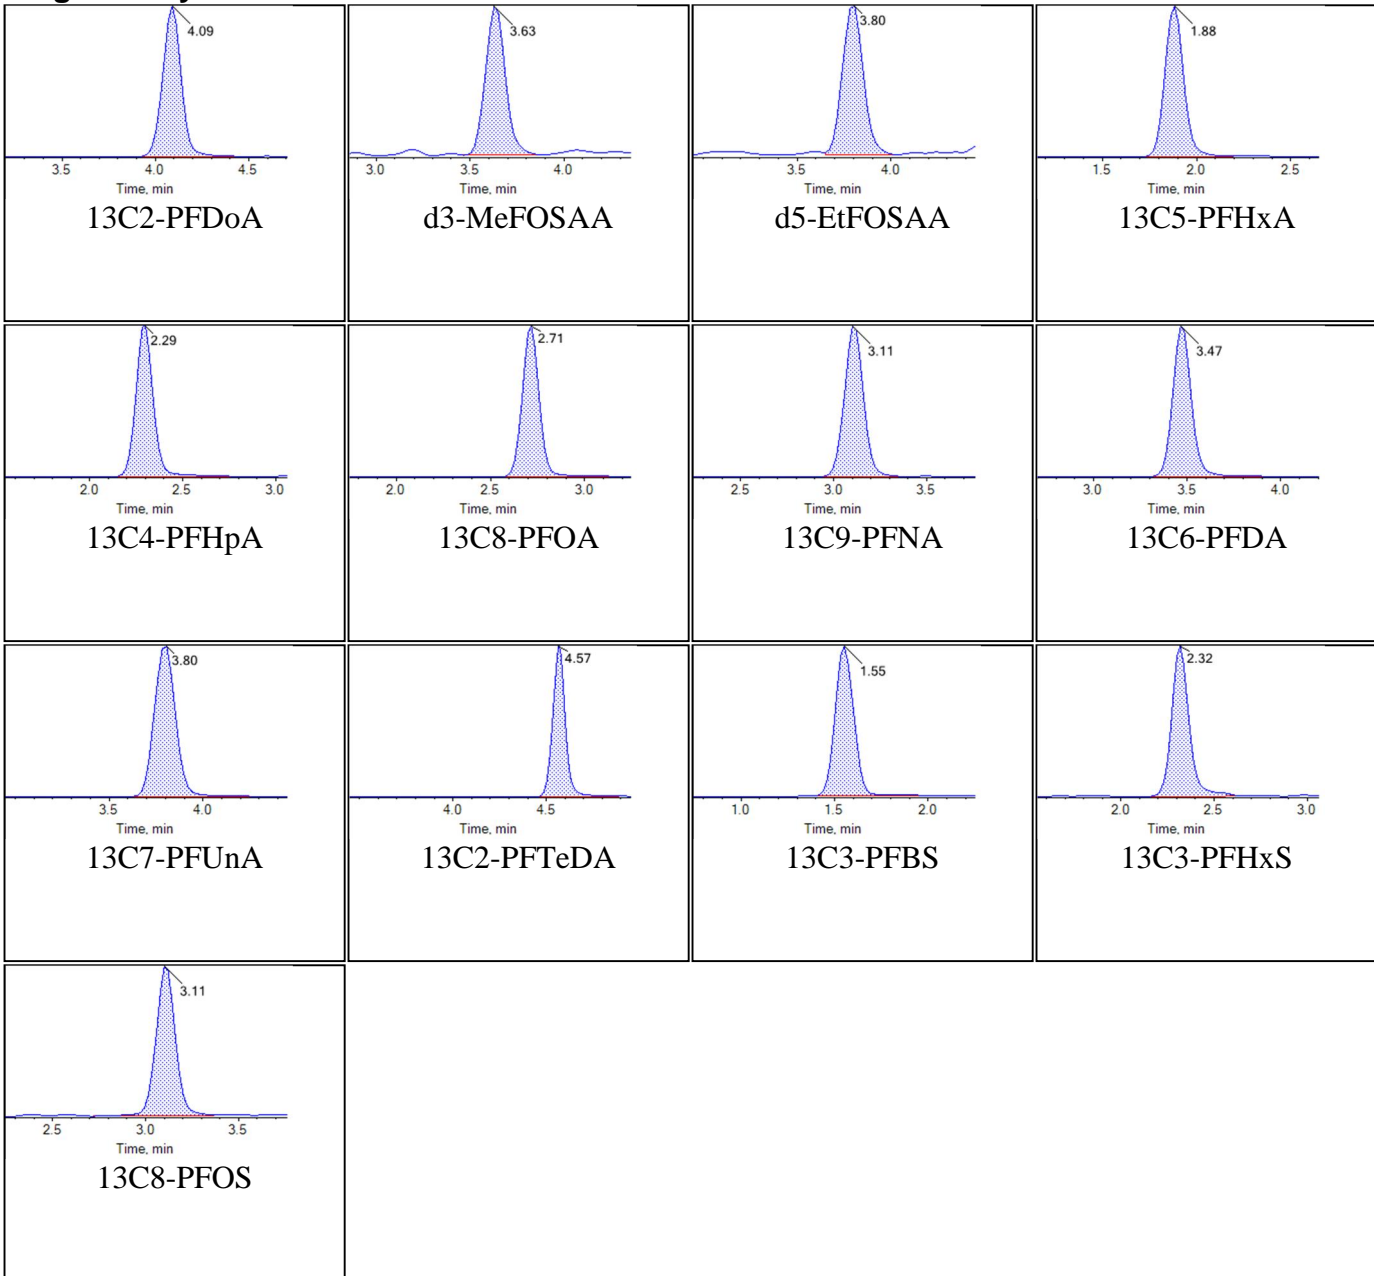 4.09
3.5 4.0 4.5
Time, min
13C2-PFDoA
3.63
3.0 3.5 4.0
Time, min
d3-MeFOSAA
3.80
3.5 4.0
Time, min
d5-EtFOSAA
1.88
1.5 2.0 2.5
Time, min
13C5-PFHxA
2.29
2.0 2.5 3.0
Time, min
13C4-PFHpA
2.71
2.0 2.5 3.0
Time, min
13C8-PFOA
3.11
2.5 3.0 3.5
Time, min
13C9-PFNA
3.47
3.0 3.5 4.0
Time, min
13C6-PFDA
3.80
3.5 4.0
Time, min
13C7-PFUnA
4.57
4.0 4.5
Time, min
13C2-PFTeDA
1.55
1.0 1.5 2.0
Time, min
13C3-PFBS
2.32
2.0 2.5 3.0
Time, min
13C3-PFHxS
3.11
2.5 3.0 3.5
Time, min
13C8-PFOS